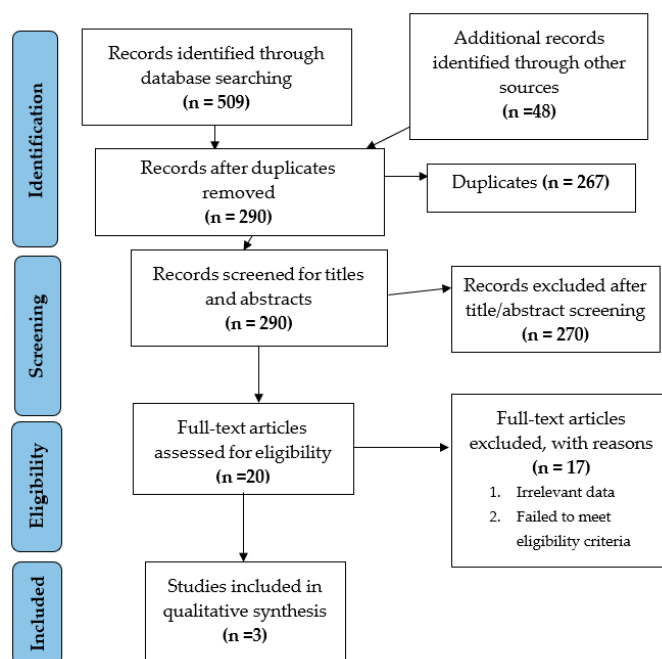 Identification
Records identified through
database searching
(n = 509)
Additional records
identified through other
sources
(n =48)
Records after duplicates
removed
(n = 290)
Duplicates (n = 267)
Screening
Records screened for titles
and abstracts
(n = 290)
Records excluded after
title/abstract screening
(n = 270)
Eligibility
Full-text articles
assessed for eligibility
(n =20)
Full-text articles
excluded, with reasons
(n = 17)
1. Irrelevant data
2. Failed to meet
eligibility criteria
Included
Studies included in
qualitative synthesis
(n =3)